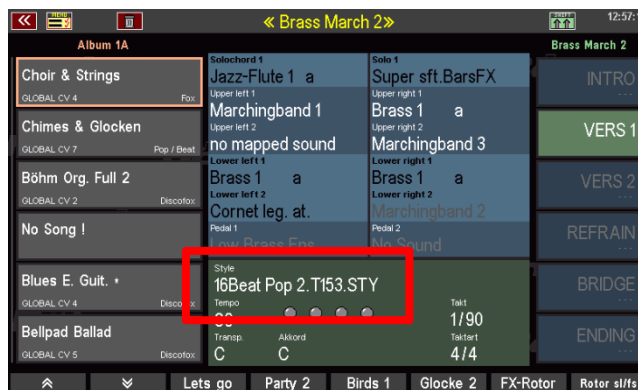 MENU
« Brass March 2»
SHIFT
12:57:
Album 1A
Brass March 2
Choir & Strings
GLOBAL CV 4 Fox
Chimes & Glocken
GLOBAL CV 7 Pop / Beat
Böhm Org. Full 2
GLOBAL CV 2 Discofox
No Song !
Blues E. Guit. *
GLOBAL CV 4 Discofox
Bellpad Ballad
GLOBAL CV 5 Discofox
Solochord 1
Jazz-Flute 1 a
Solo 1
Super sft.BarsFX
Upper left 1
Marchingband 1
Upper right 1
Brass 1 a
Upper left 2
no mapped sound
Upper right 2
Marchingband 3
Lower left 1
Brass 1 a
Lower right 1
Brass 1 a
Lower left 2
Cornet leg. at.
Lower right 2
Marchingband 2
Pedal 1
Low Brass Ens
Pedal 2
No Sound
Style
16Beat Pop 2.T153.STY
Tempo
Takt
1/90
Transp.
C
Akkord
C
Taktart
4/4
INTRO
VERS 1
VERS 2
REFRAIN
BRIDGE
ENDING
Lets go Party 2 Birds 1 Glocke 2 FX-Rotor Rotor sl/fs